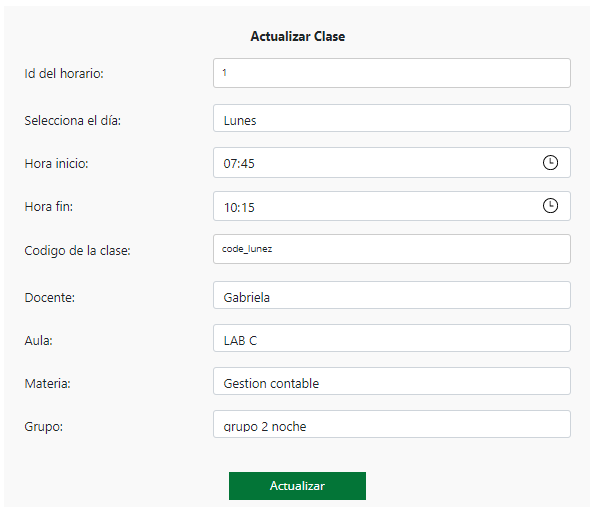 Actualizar Clase
Id del horario: 1
Selecciona el día: Lunes
Hora inicio: 07:45
Hora fin: 10:15
Codigo de la clase: code_lunez
Docente: Gabriela
Aula: LAB C
Materia: Gestion contable
Grupo: grupo 2 noche
Actualizar